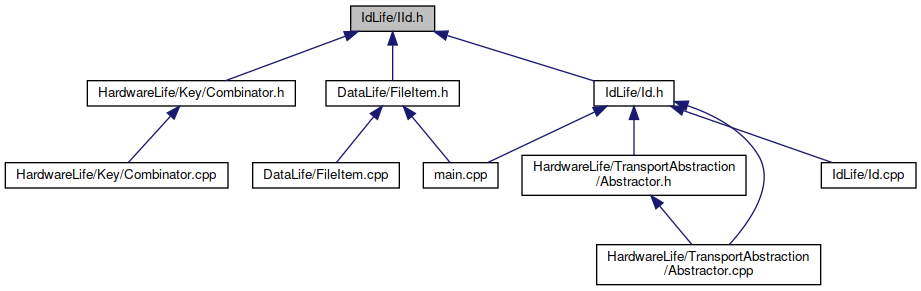 IdLife/IId.h
HardwareLife/Key/Combinator.h
DataLife/FileItem.h
IdLife/Id.h
HardwareLife/Key/Combinator.cpp
DataLife/FileItem.cpp
main.cpp
HardwareLife/TransportAbstraction
/Abstractor.h
IdLife/Id.cpp
HardwareLife/TransportAbstraction
/Abstractor.cpp